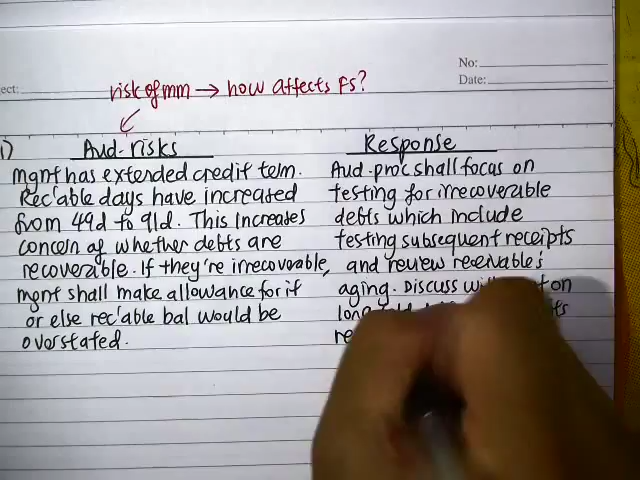 No:
Date:
ect:
risk of mm → how affects FS?
1)
Aud-risks
mgnt has extended credit term.
Rec'able days have increased
from 49d to 91d. This increases
concern of whether debts are
recoverable. If they're irrecoverable,
mgnt shall make allowance for it
or else rec'able bal would be
overstated.
Response
Aud-proc shall focus on
testing for irrecoverable
debts which include
testing subsequent receipts
and review receivable's
aging. Discuss on